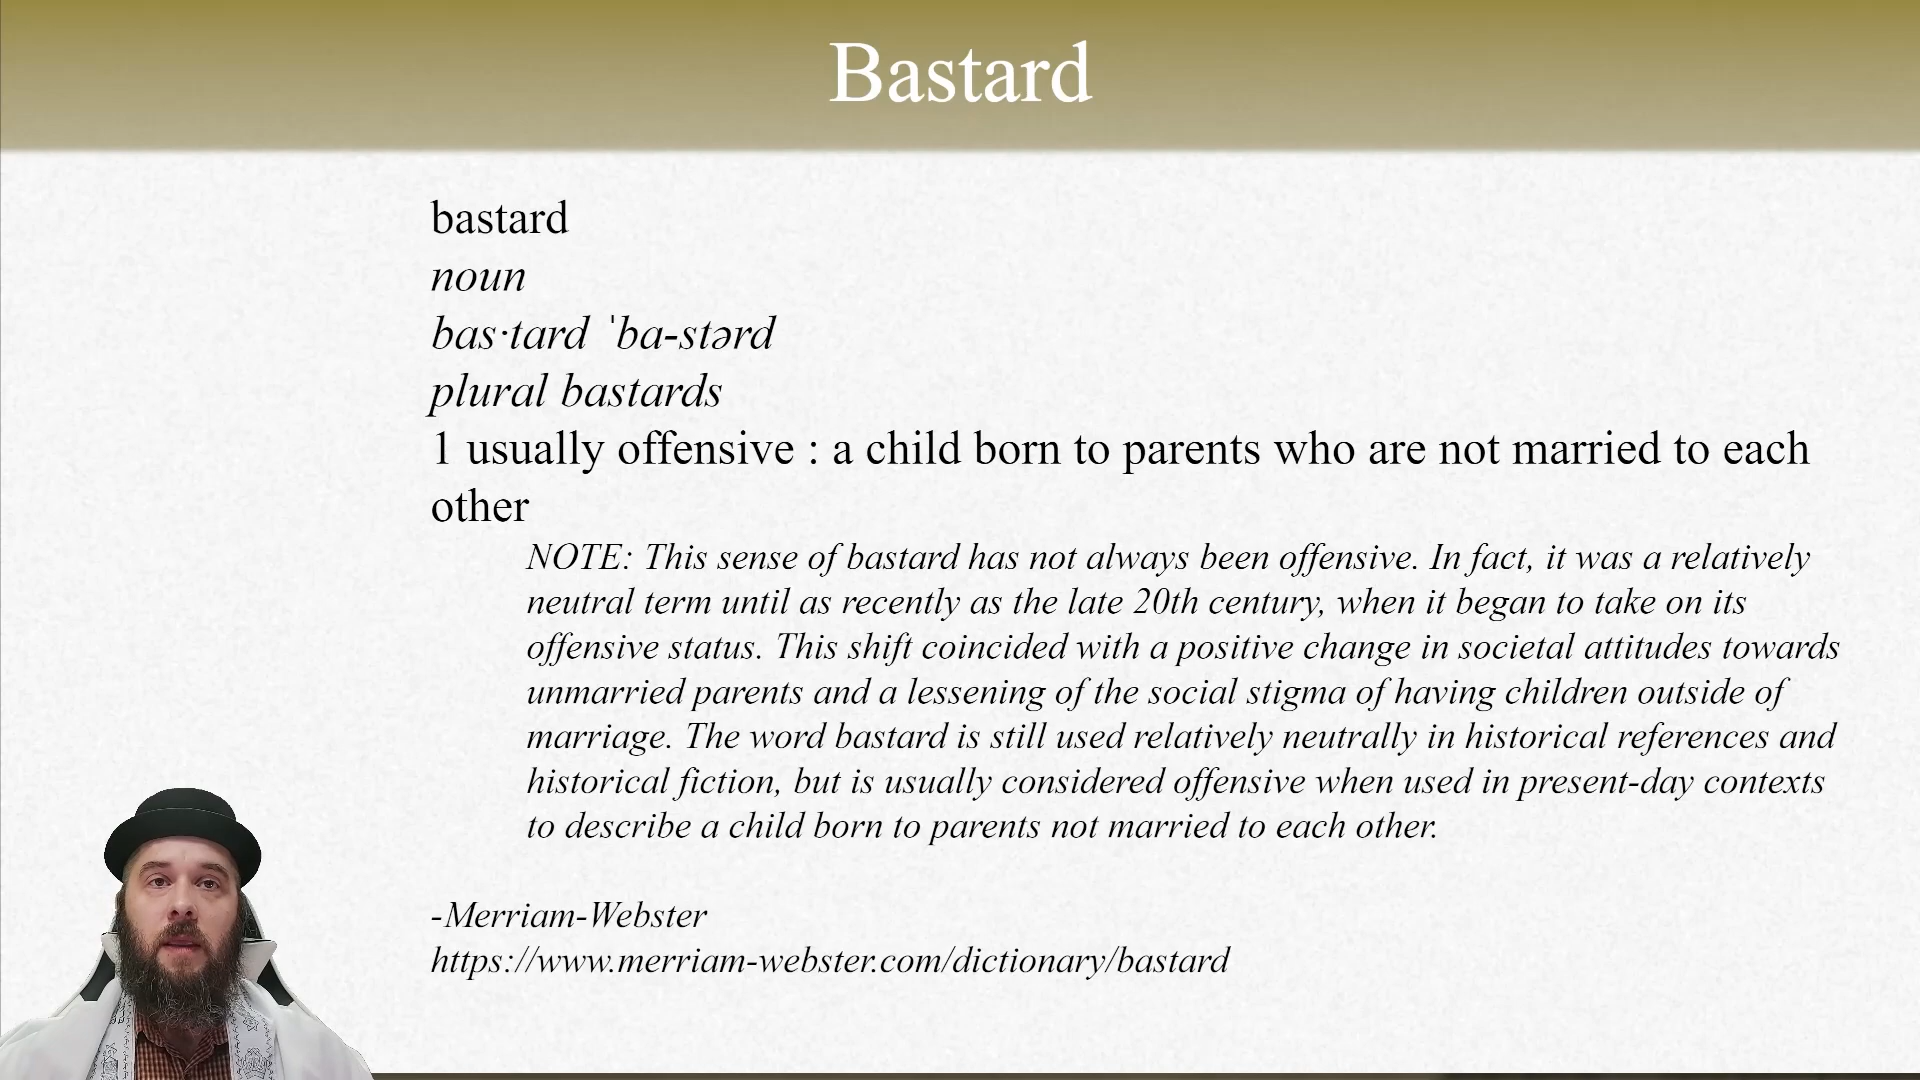 Bastard
bastard
noun
bas·tard ˈba-stərd
plural bastards
1 usually offensive : a child born to parents who are not married to each
other
NOTE: This sense of bastard has not always been offensive. In fact, it was a relatively
neutral term until as recently as the late 20th century, when it began to take on its
offensive status. This shift coincided with a positive change in societal attitudes towards
unmarried parents and a lessening of the social stigma of having children outside of
marriage. The word bastard is still used relatively neutrally in historical references and
historical fiction, but is usually considered offensive when used in present-day contexts
to describe a child born to parents not married to each other.
-Merriam-Webster
https://www.merriam-webster.com/dictionary/bastard